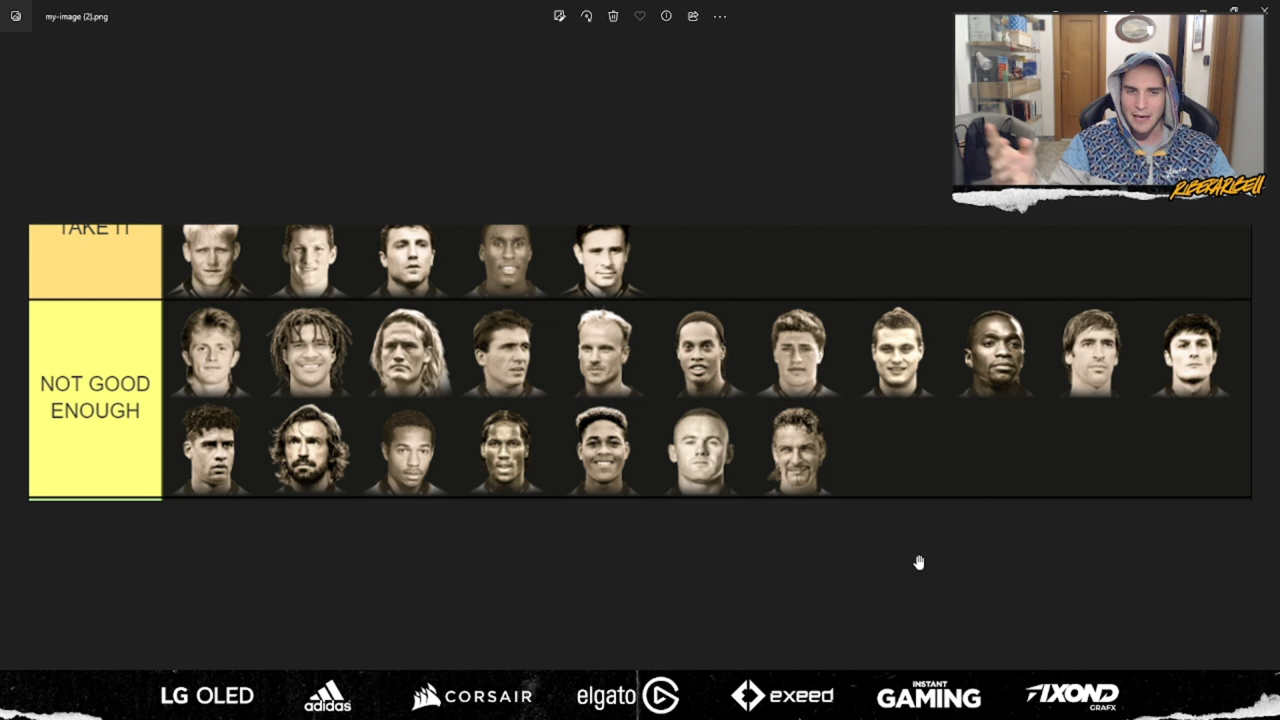 my-image (2).png
RIBERARIBELL
TAKE IT
NOT GOOD
ENOUGH
LG OLED
adidas
CORSAIR
elgato
exeed
INSTANT
GAMING
FIXOND
GRAFX